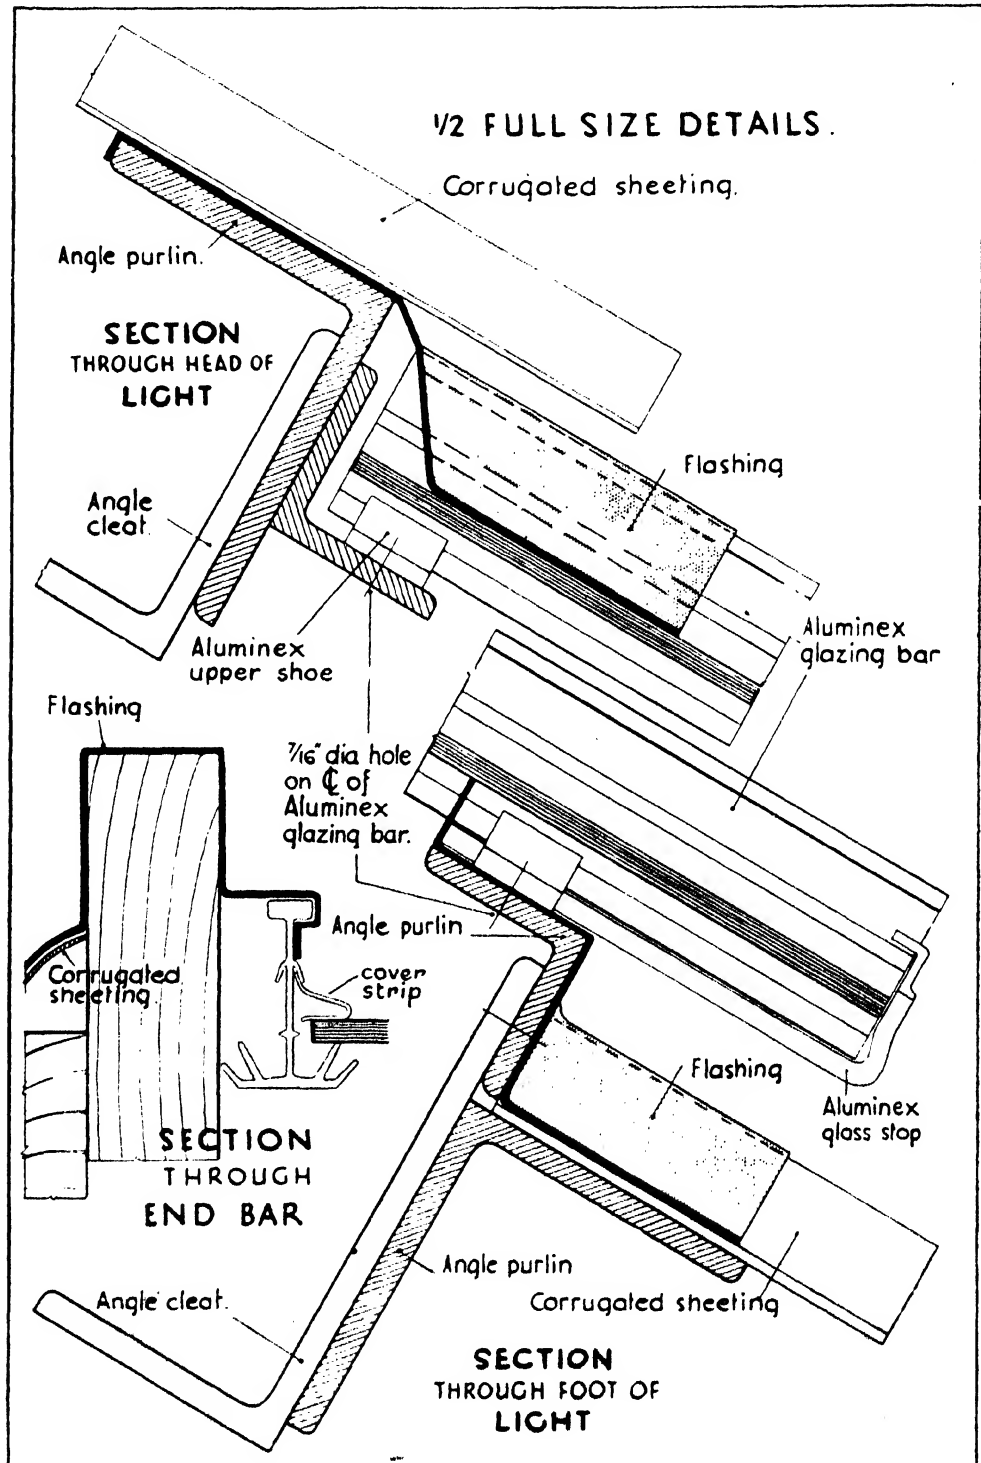 1/2 FULL SIZE DETAILS.
Corrugated sheeting.
Angle purlin.
SECTION
THROUGH HEAD OF
LIGHT
Flashing
Angle
cleat.
Aluminex
upper shoe
Aluminex
glazing bar
Flashing
7/16" dia hole
on ℄ of
Aluminex
glazing bar.
Angle purlin
Corrugated
sheeting.
cover
strip
Flashing
Aluminex
glass stop
SECTION
THROUGH
END BAR
Angle purlin
Angle cleat.
Corrugated sheeting
SECTION
THROUGH FOOT OF
LIGHT